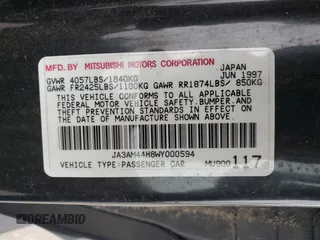 MFD BY MITSUBISHI MOTORS CORPORATION
GVWR 4057LBS/1840KG JAPAN
GAWR FR2425LBS/1100KG GAWR RR1874LBS/ 850KG JUN 1997
THIS VEHICLE CONFORMS TO ALL APPLICABLE
FEDERAL MOTOR VEHICLE SAFETY,BUMPER,AND
THEFT PREVENTION STANDARDS IN EFFECT ON
THE DATE OF MANUFACTURE SHOWN ABOVE.
JA3AM44H8WY000594
VEHICLE TYPE:PASSENGER CAR MU900117
© DREAMBID